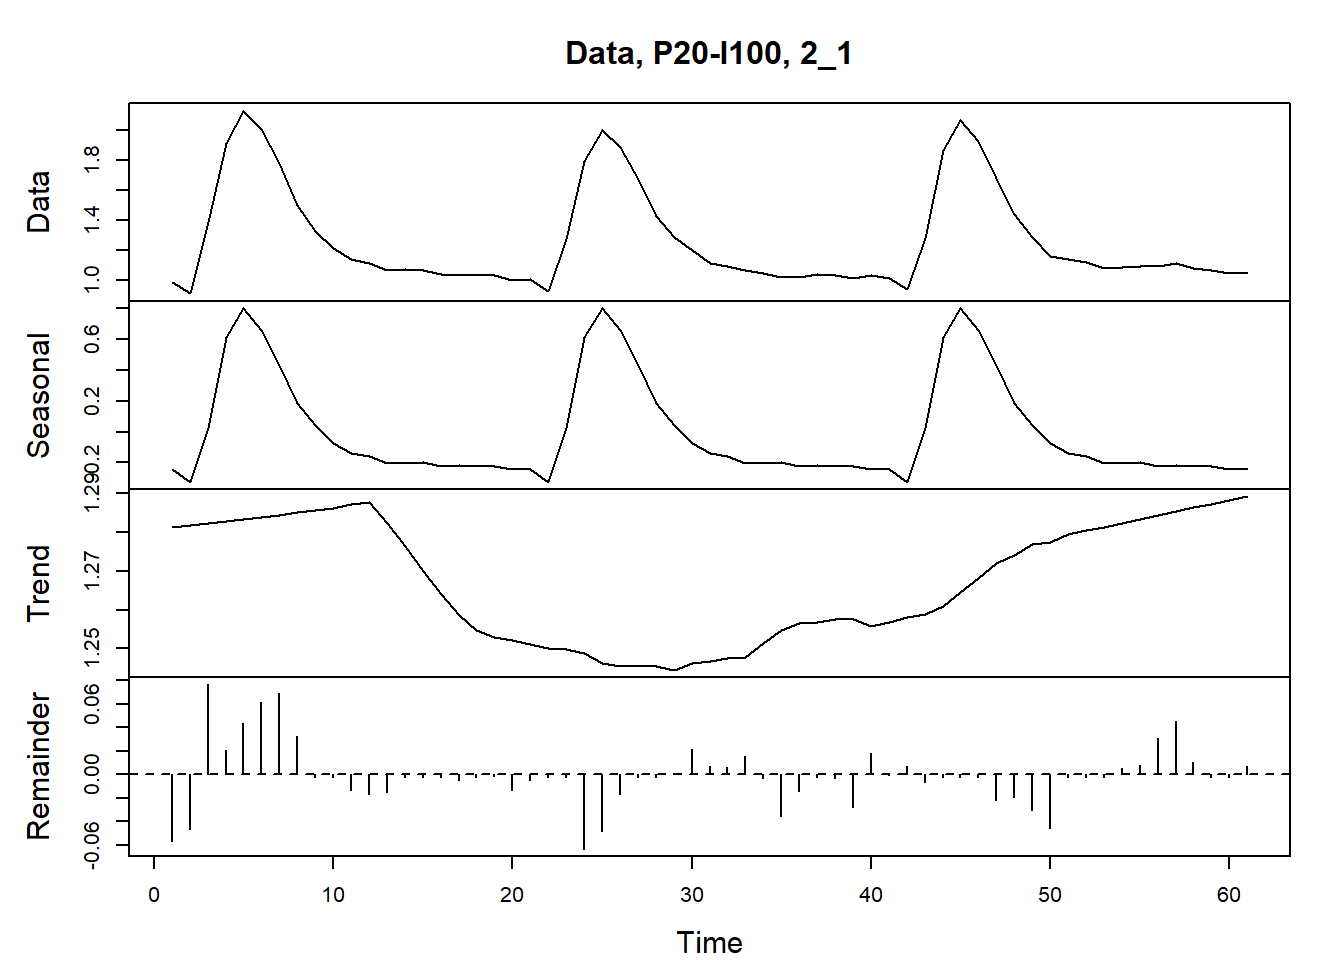 Data, P20-I100, 2_1
Data
1.0 1.4 1.8
Seasonal
-0.2 0.2 0.6
Trend
1.25 1.27 1.29
Remainder
-0.06 0.00 0.06
0 10 20 30 40 50 60
Time